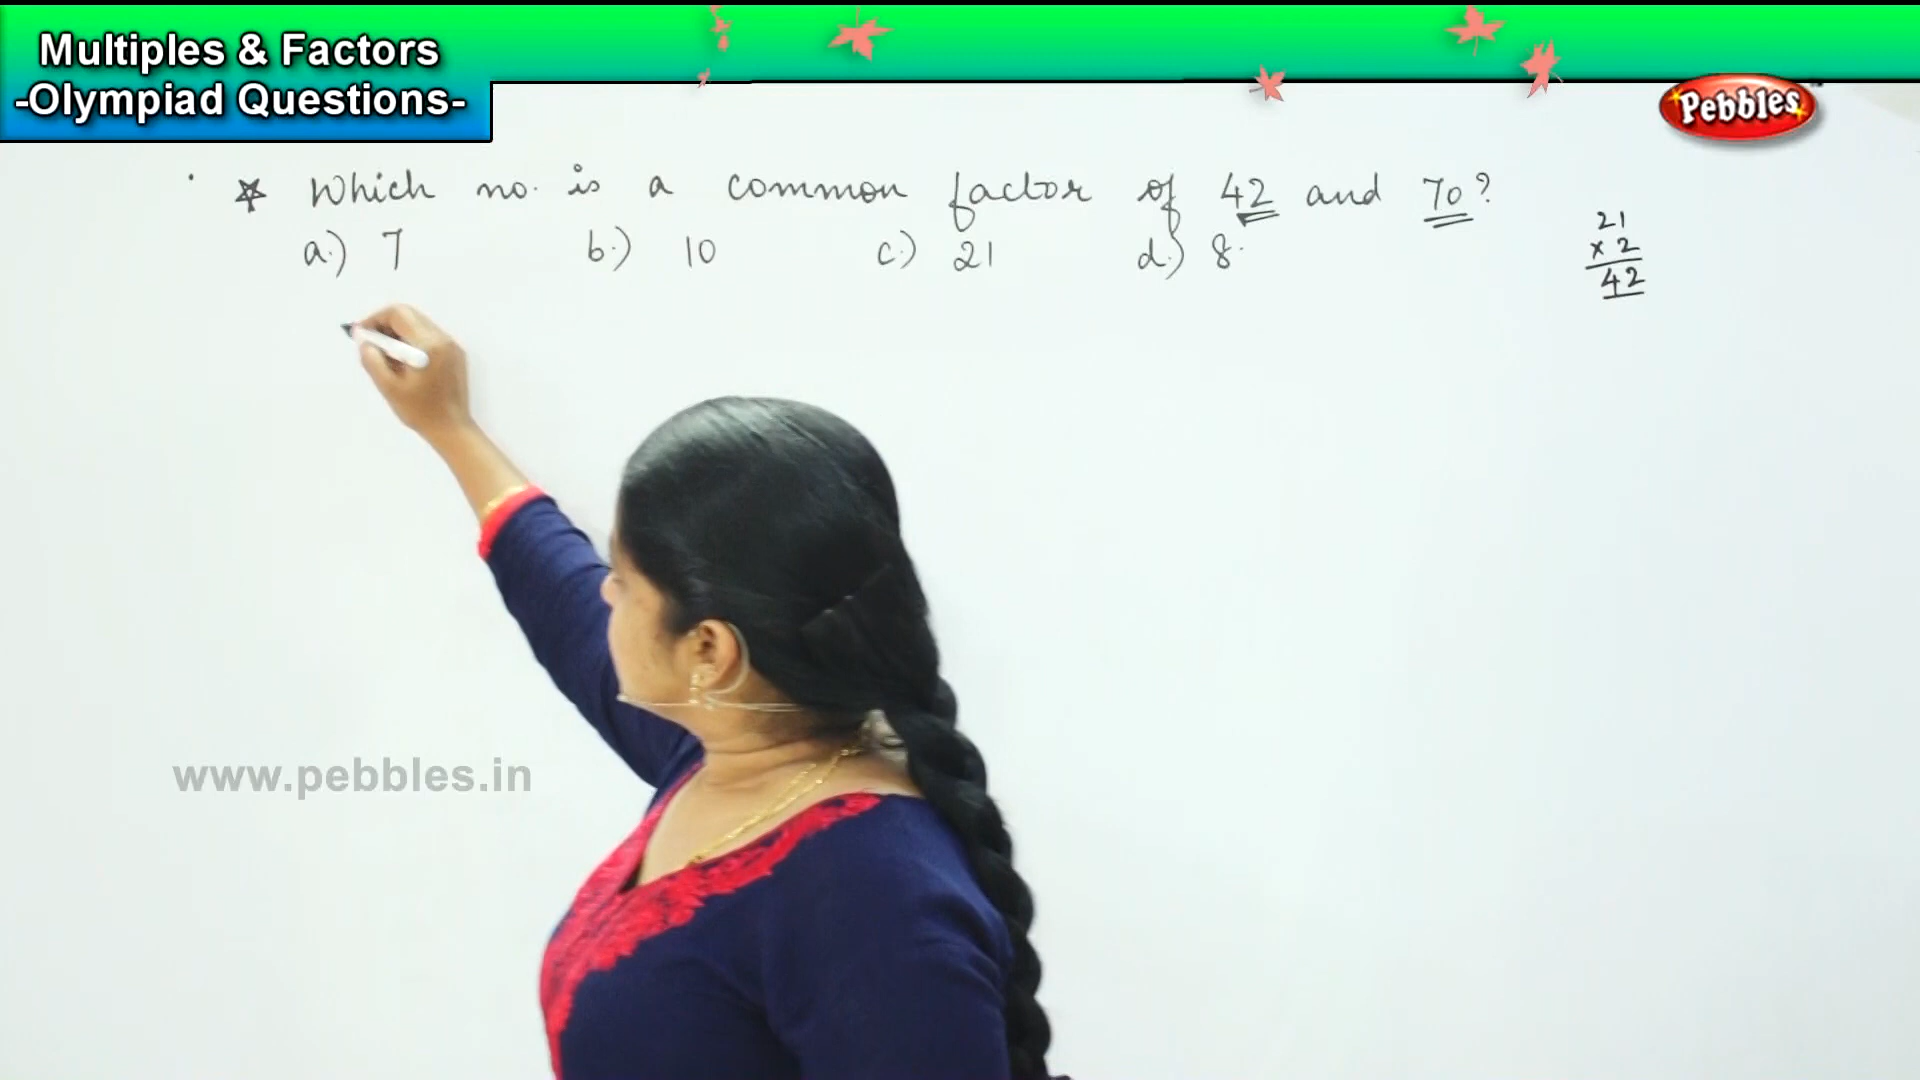 Multiples & Factors
-Olympiad Questions-
Pebbles
* Which no. is a common factor of 42 and 70?
a.) 7 b.) 10 c.) 21 d.) 8.
21
x 2
42
www.pebbles.in